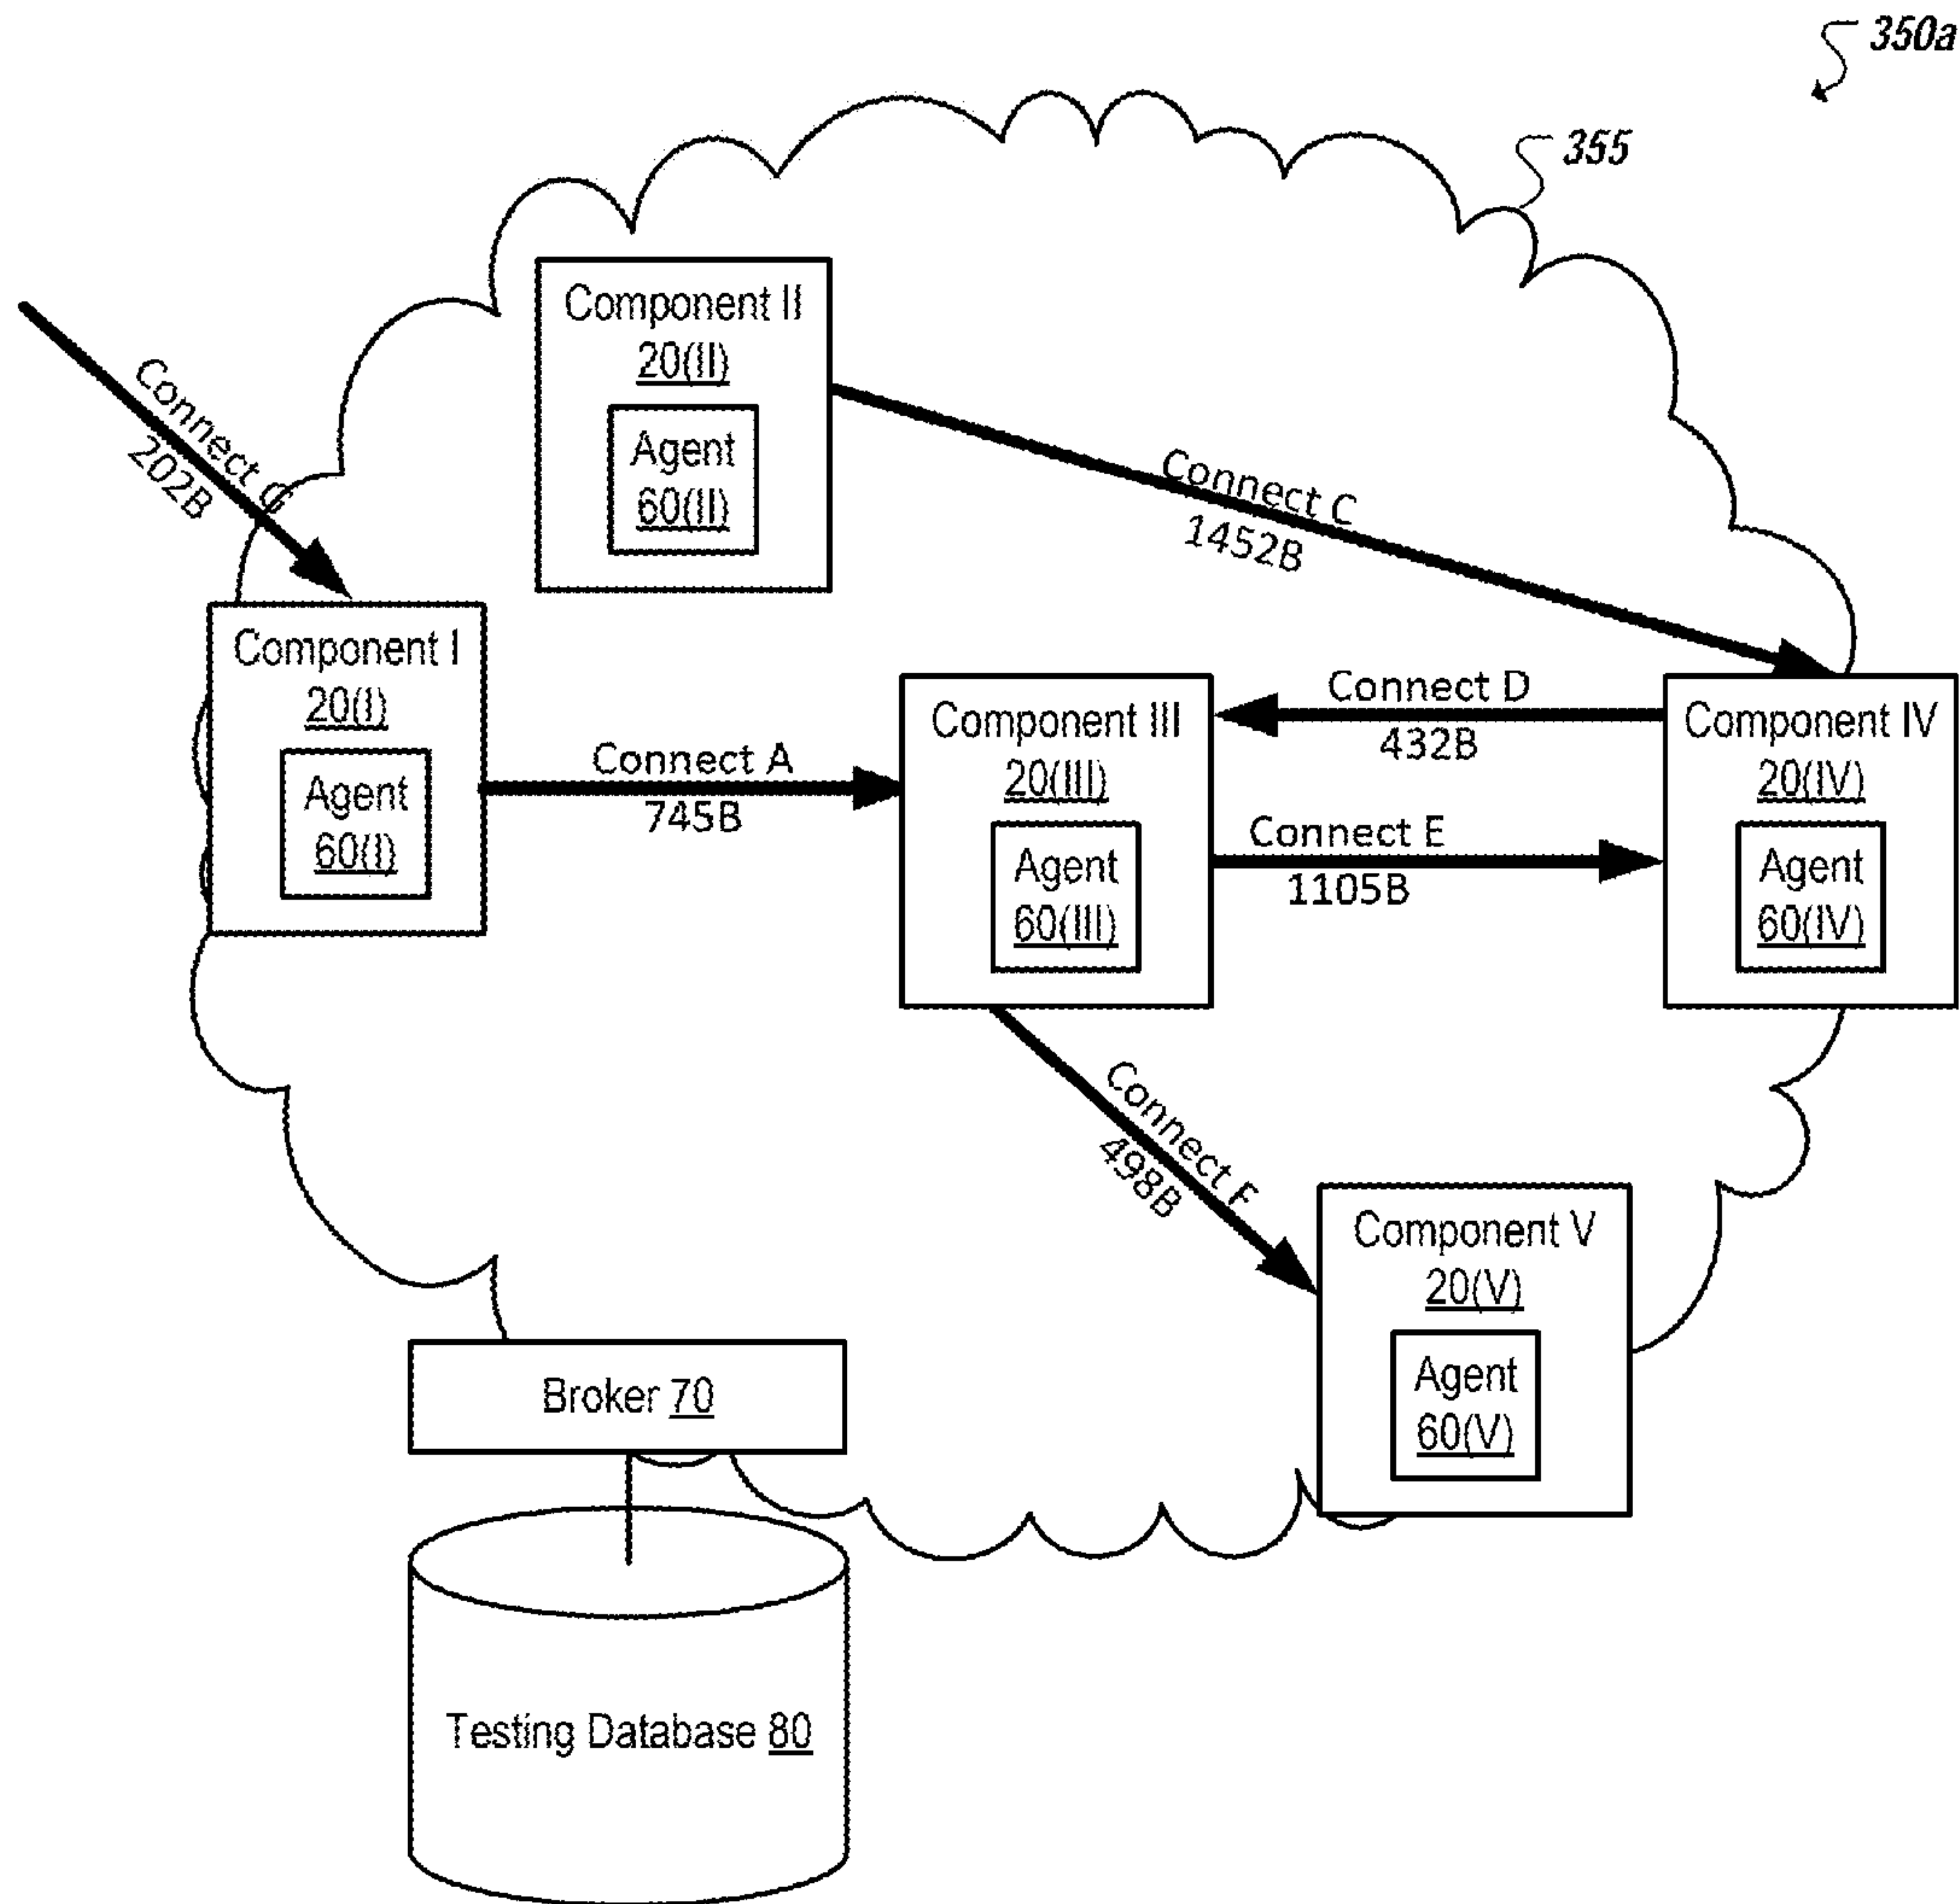 350a
355
Component II
20(II)
Agent
60(II)
Connect G
202B
Connect C
1452B
Component I
20(I)
Agent
60(I)
Connect A
745B
Component III
20(III)
Agent
60(III)
Connect D
432B
Connect E
1105B
Component IV
20(IV)
Agent
60(IV)
Connect F
498B
Component V
20(V)
Agent
60(V)
Broker 70
Testing Database 80